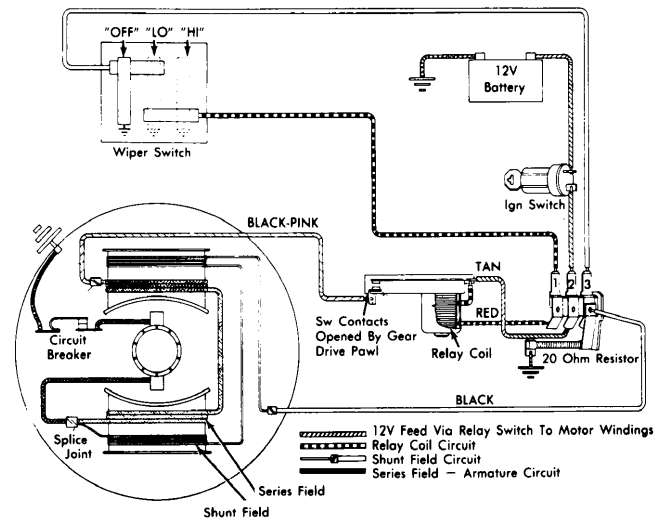 "OFF" "LO" "HI"
12V
Battery
Wiper Switch
Ign Switch
BLACK-PINK
TAN
1 2 3
RED
Sw Contacts
Opened By Gear
Drive Pawl
Relay Coil
20 Ohm Resistor
Circuit
Breaker
BLACK
Splice
Joint
Series Field
Shunt Field
12V Feed Via Relay Switch To Motor Windings
Relay Coil Circuit
Shunt Field Circuit
Series Field — Armature Circuit